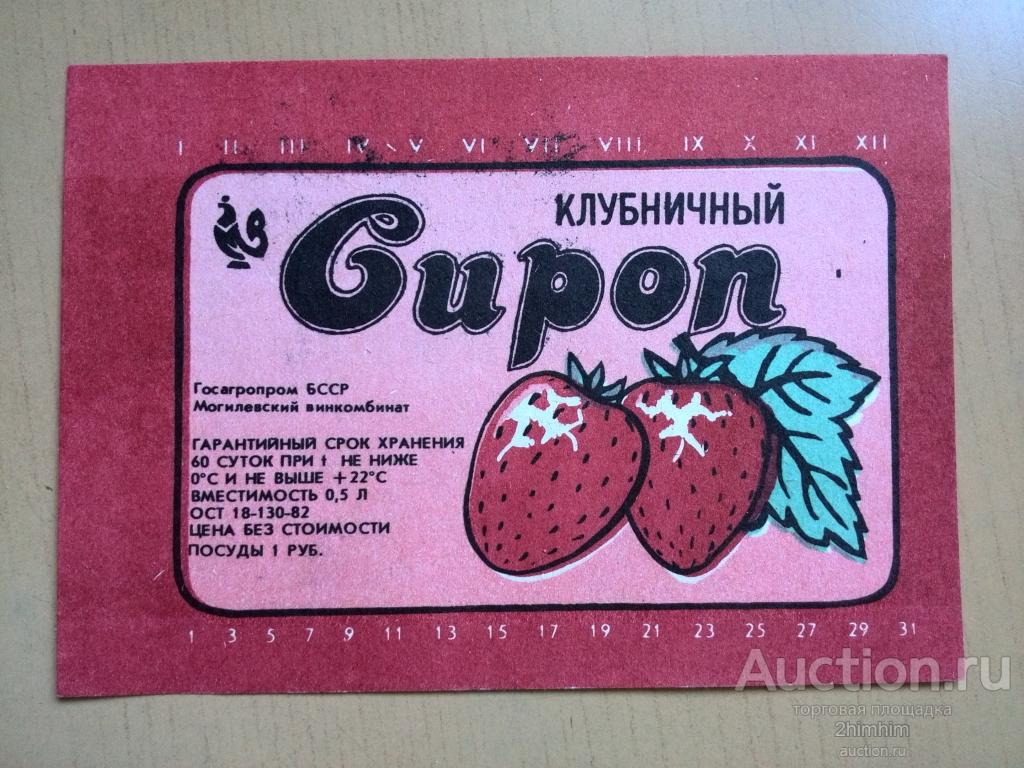 I II III IV V VI VII VIII IX X XI XII
КЛУБНИЧНЫЙ
Сироп
Госагропром БССР
Могилевский винкомбинат
ГАРАНТИЙНЫЙ СРОК ХРАНЕНИЯ
60 СУТОК ПРИ t НЕ НИЖЕ
0°С И НЕ ВЫШЕ +22°С
ВМЕСТИМОСТЬ 0,5 Л
ОСТ 18-130-82
ЦЕНА БЕЗ СТОИМОСТИ
ПОСУДЫ 1 РУБ.
1 3 5 7 9 11 13 15 17 19 21 23 25 27 29 31
Auction.ru
торговая площадка
2himhim
auction.ru